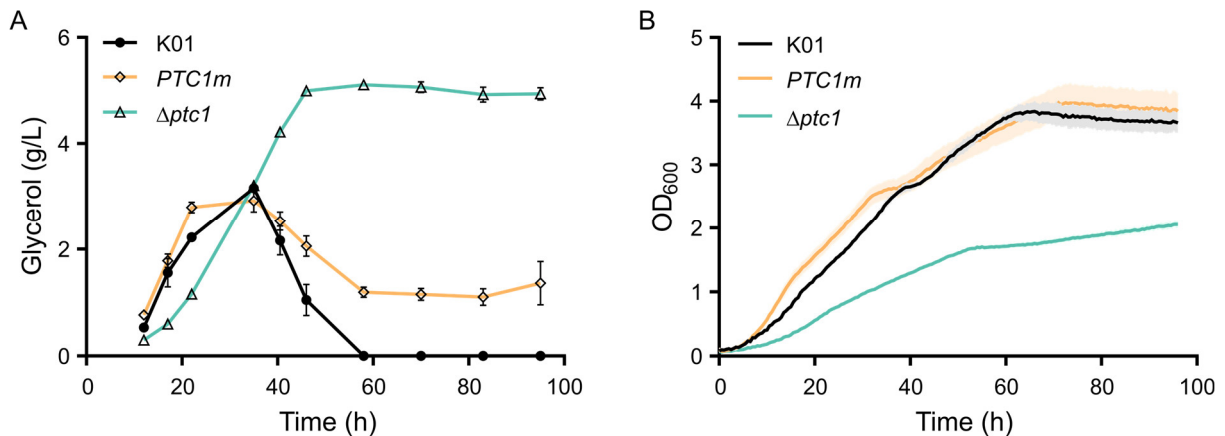 A
K01
PTC1m
Δptc1
Glycerol (g/L)
6
4
2
0
0 20 40 60 80 100
Time (h)
B
K01
PTC1m
Δptc1
OD600
5
4
3
2
1
0
0 20 40 60 80 100
Time (h)